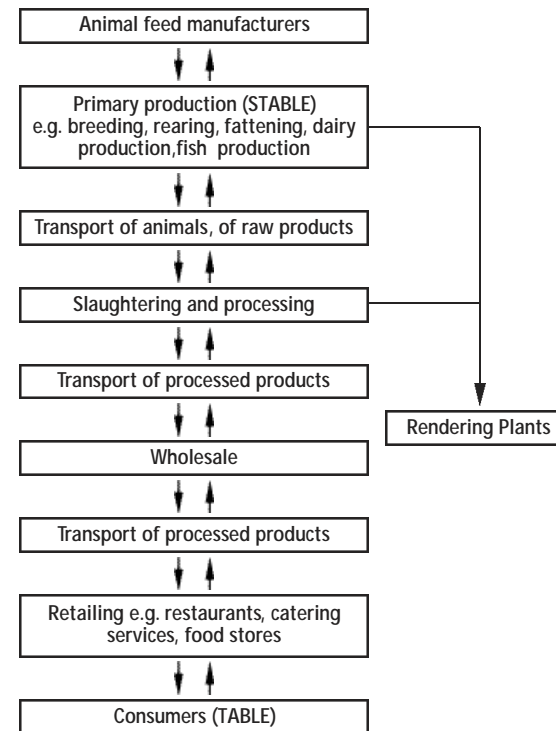 Animal feed manufacturers
Primary production (STABLE)
e.g. breeding, rearing, fattening, dairy
production,fish production
Transport of animals, of raw products
Slaughtering and processing
Transport of processed products
Rendering Plants
Wholesale
Transport of processed products
Retailing e.g. restaurants, catering
services, food stores
Consumers (TABLE)